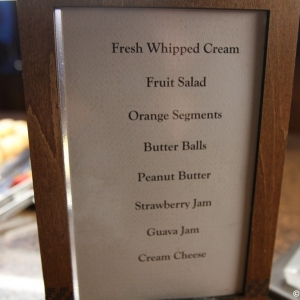 Fresh Whipped Cream
Fruit Salad
Orange Segments
Butter Balls
Peanut Butter
Strawberry Jam
Guava Jam
Cream Cheese
©